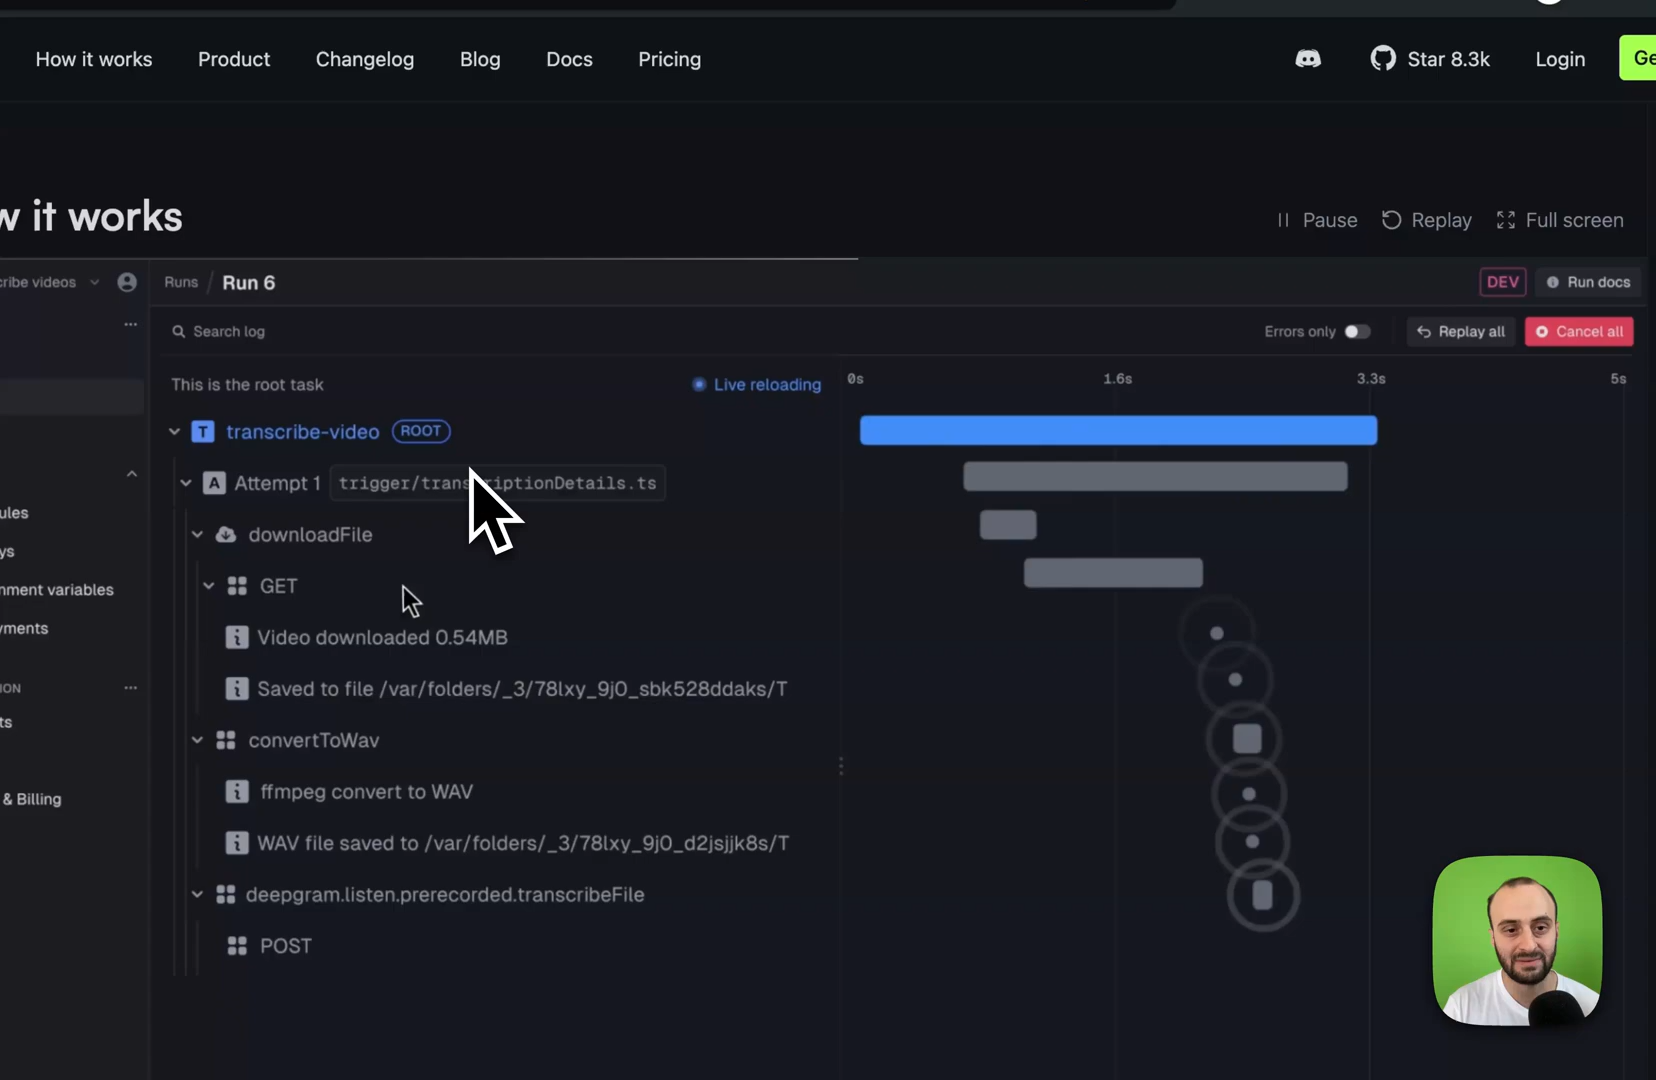 How it works Product Changelog Blog Docs Pricing Star 8.3k Login Ge
w it works
Pause Replay Full screen
cribe videos Runs / Run 6 DEV Run docs
Search log Errors only Replay all Cancel all
This is the root task Live reloading 0s 1.6s 3.3s 5s
T transcribe-video ROOT
A Attempt 1 trigger/trans riptionDetails.ts
ules
downloadFile
ys
GET
nment variables
yments
Video downloaded 0.54MB
ION
Saved to file /var/folders/_3/78lxy_9j0_sbk528ddaks/T
ts
convertToWav
ffmpeg convert to WAV
& Billing
WAV file saved to /var/folders/_3/78lxy_9j0_d2jsjjk8s/T
deepgram.listen.prerecorded.transcribeFile
POST